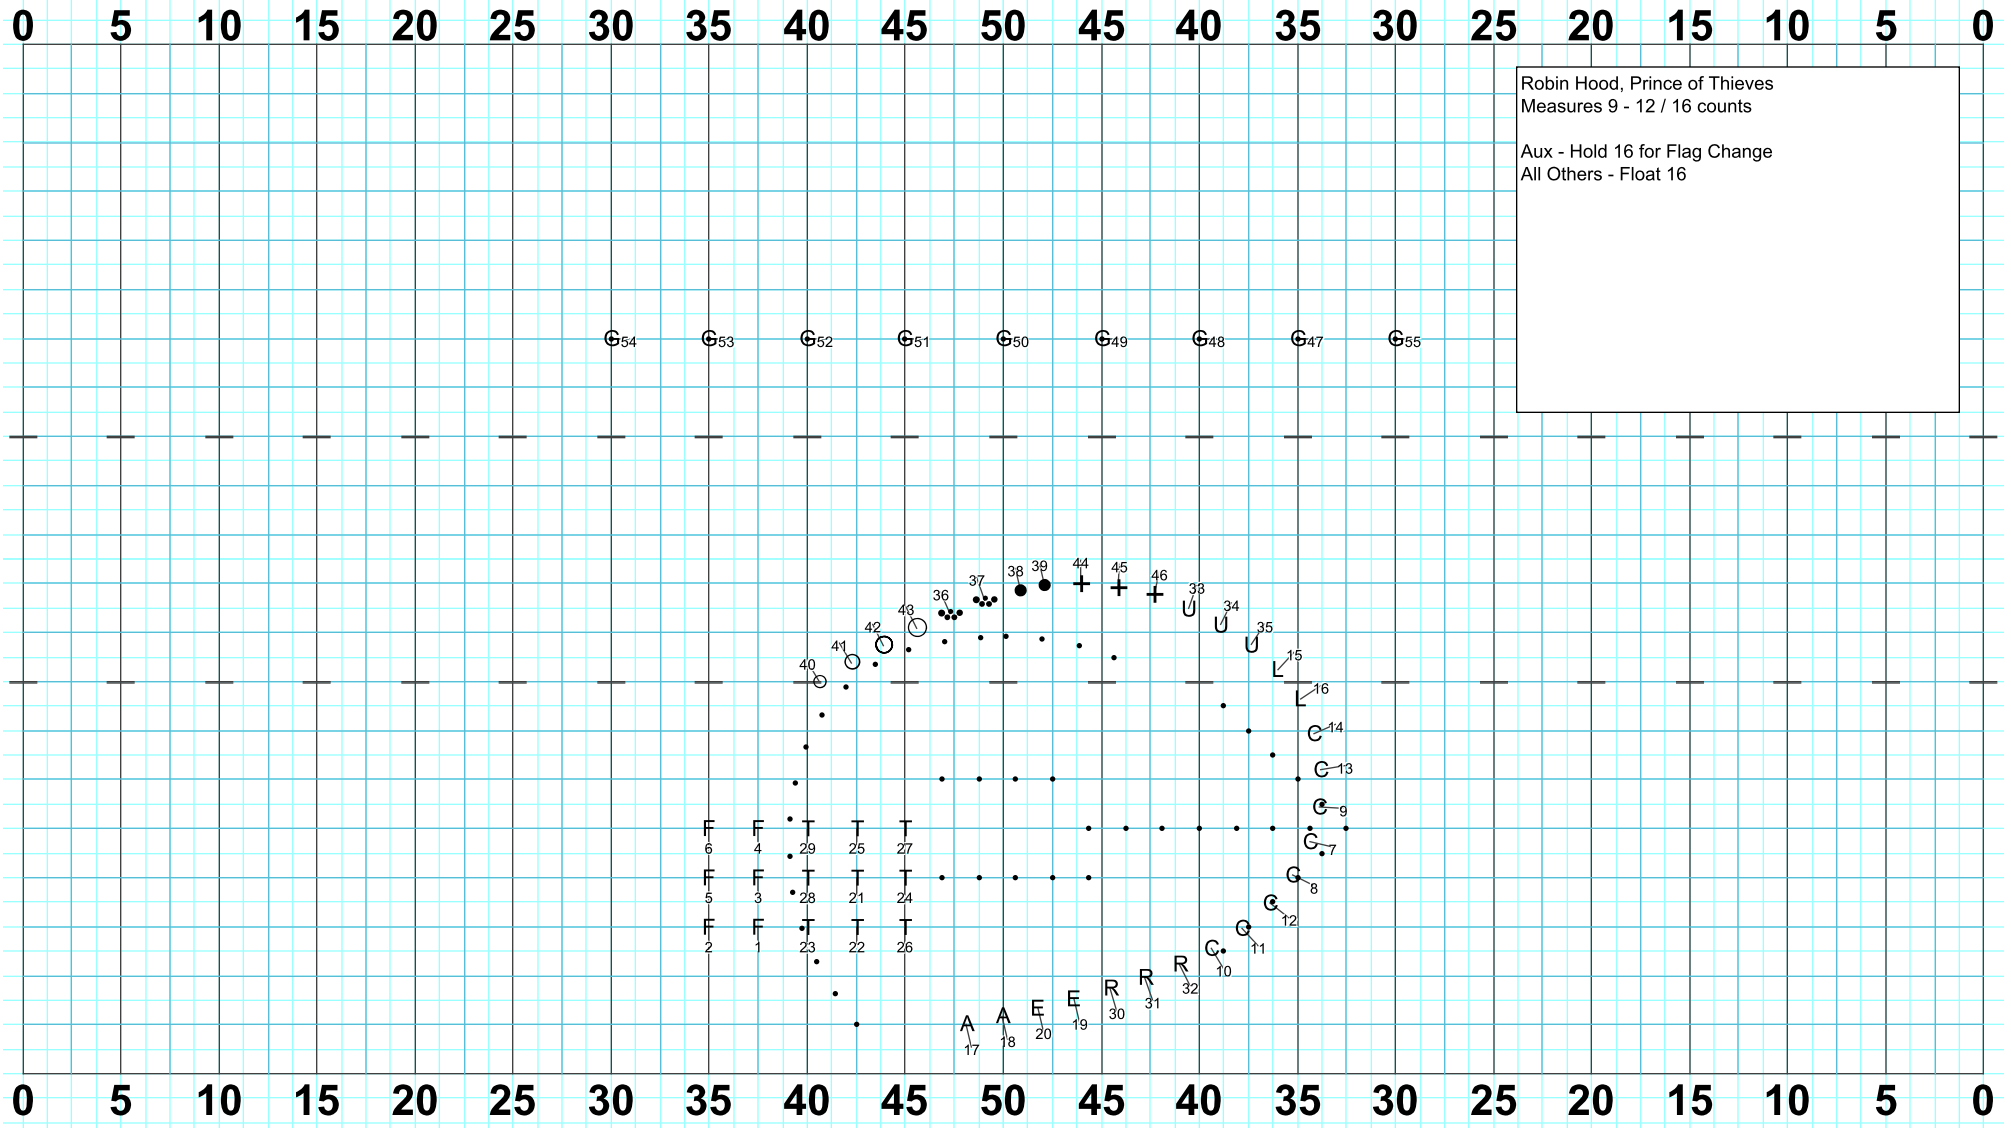 0 5 10 15 20 25 30 35 40 45 50 45 40 35 30 25 20 15 10 5 0
Robin Hood, Prince of Thieves
Measures 9 - 12 / 16 counts
Aux - Hold 16 for Flag Change
All Others - Float 16
G54 G53 G52 G51 G50 G49 G48 G47 G55
36 37 38 39 44 45 46
40 41 42 43
33 34 35
U U U
15 16
L L
14 13 9 7 8 12 11 10
C C C C C C C C
F F T T T
6 4 29 25 27
F F T T T
5 3 28 21 24
F F T T T
2 1 23 22 26
A A E E R R R
17 18 20 19 30 31 32
0 5 10 15 20 25 30 35 40 45 50 45 40 35 30 25 20 15 10 5 0